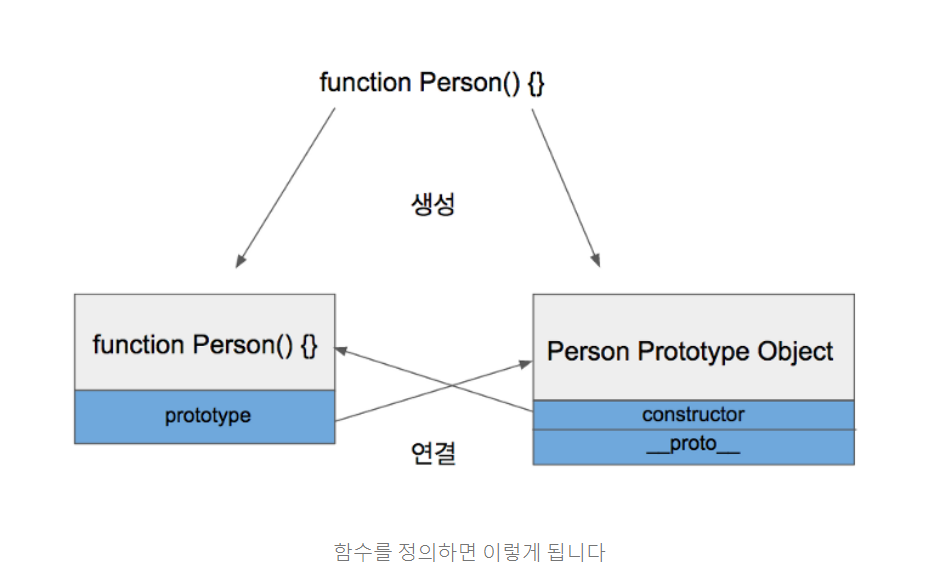 function Person() {}
생성
function Person() {}
Person Prototype Object
prototype
constructor
__proto__
연결
함수를 정의하면 이렇게 됩니다